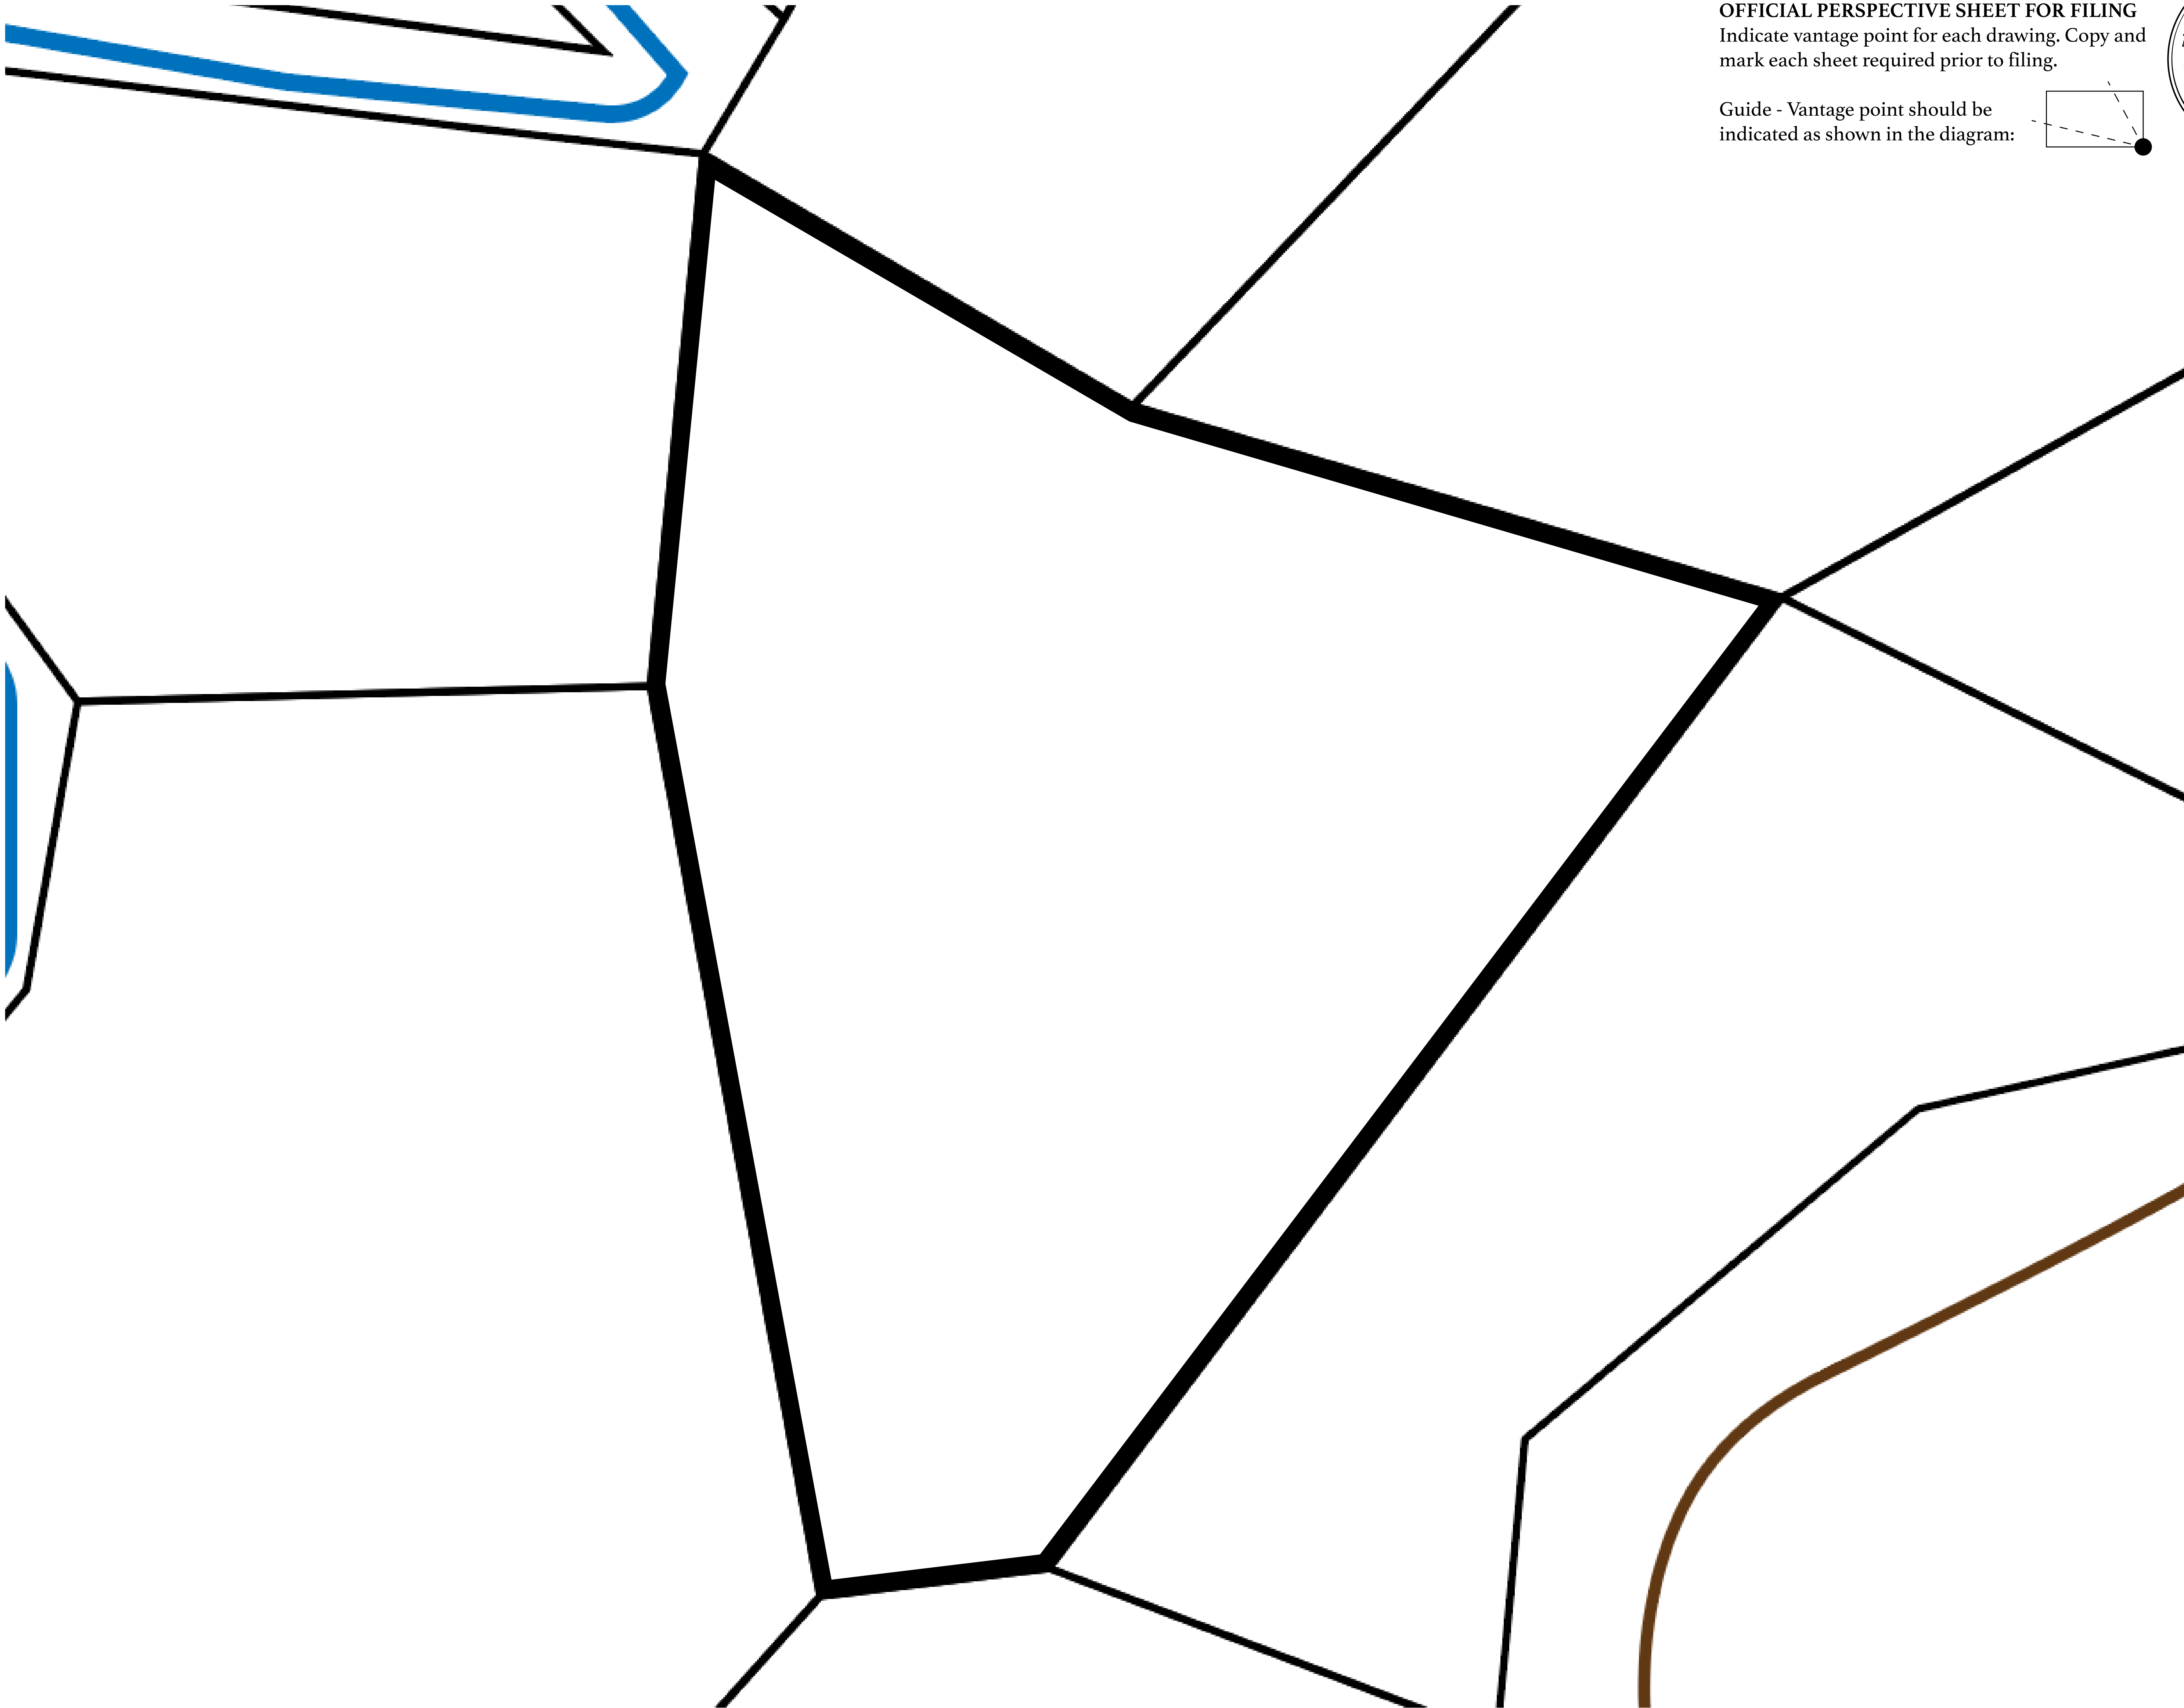 OFFICIAL PERSPECTIVE SHEET FOR FILING
Indicate vantage point for each drawing. Copy and
mark each sheet required prior to filing.
Guide - Vantage point should be
indicated as shown in the diagram: